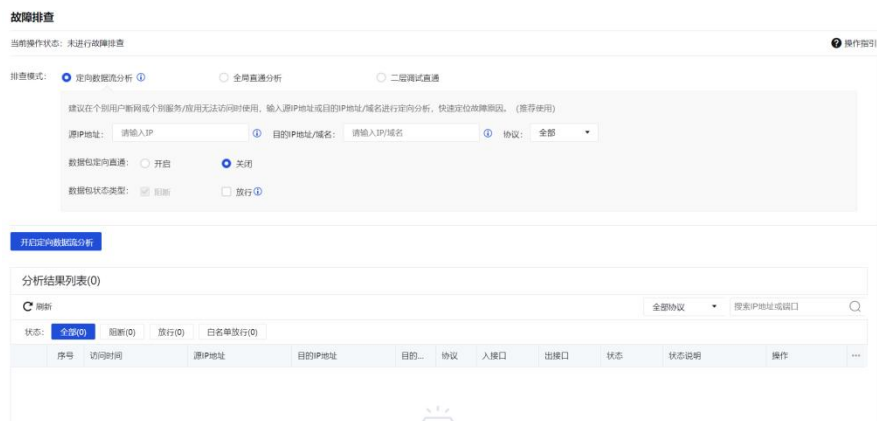 故障排查
当前操作状态: 未进行故障排查 操作指引
排查模式: 定向数据流分析 全局直通分析 二层调试直通
建议在个别用户断网或个别服务/应用无法访问时使用，输入源IP地址或目的IP地址/域名进行定向分析，快速定位故障原因。(推荐使用)
源IP地址: 请输入IP 目的IP地址/域名: 请输入IP/域名 协议: 全部
数据包定向直通: 开启 关闭
数据包状态类型: 阻断 放行
开启定向数据流分析
分析结果列表(0)
刷新 全部协议 搜索IP地址或端口
状态: 全部(0) 阻断(0) 放行(0) 白名单放行(0)
序号 访问时间 源IP地址 目的IP地址 目的... 协议 入接口 出接口 状态 状态说明 操作 ...